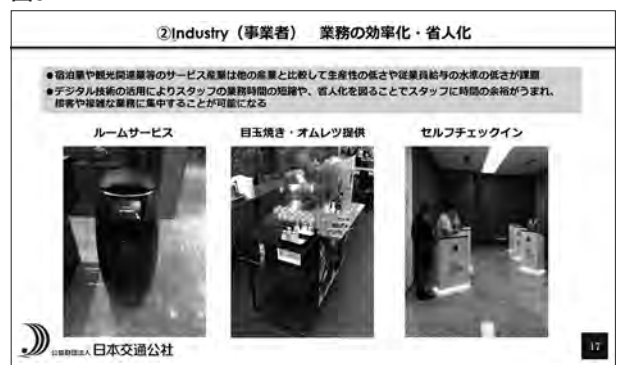 ②Industry（事業者）　業務の効率化・省人化
●宿泊業や観光関連業等のサービス産業は他の産業と比較して生産性の低さや従業員給与の水準の低さが課題
●デジタル技術の活用によりスタッフの業務時間の短縮や、省人化を図ることでスタッフに時間の余裕がうまれ、
接客や複雑な業務に集中することが可能になる
ルームサービス
目玉焼き・オムレツ提供
セルフチェックイン
公益財団法人 日本交通公社
17